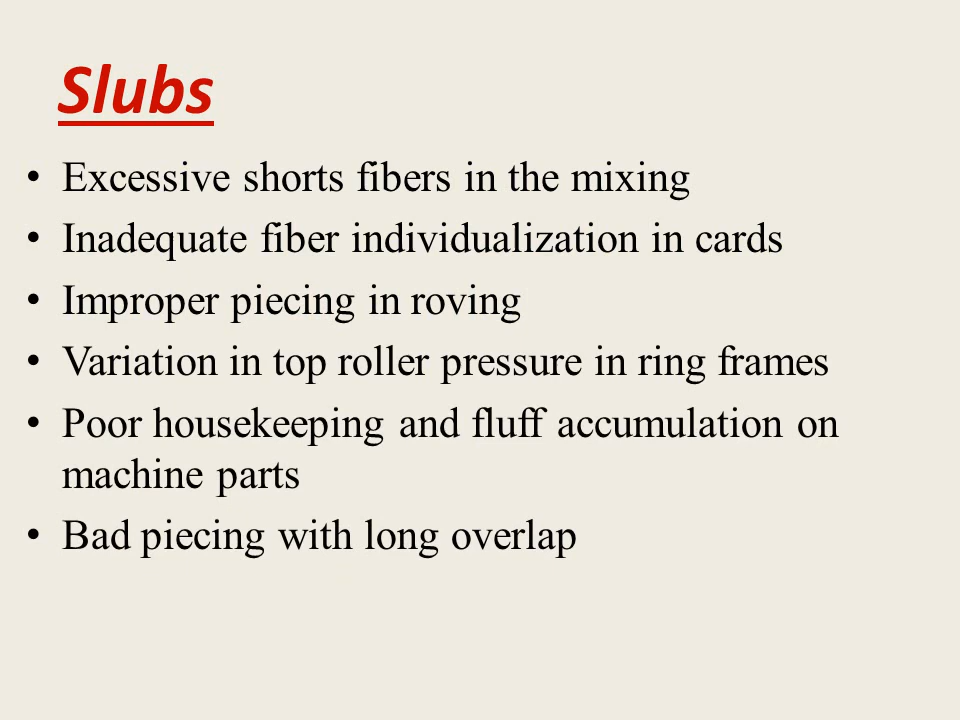 Slubs
• Excessive shorts fibers in the mixing
• Inadequate fiber individualization in cards
• Improper piecing in roving
• Variation in top roller pressure in ring frames
• Poor housekeeping and fluff accumulation on
machine parts
• Bad piecing with long overlap